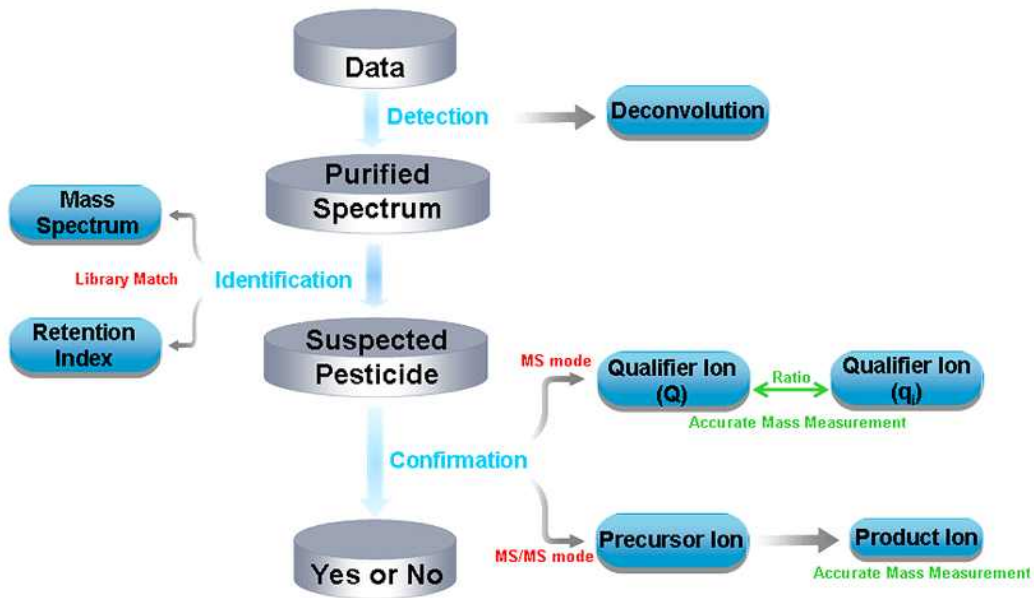 Data
Detection
Deconvolution
Purified
Spectrum
Mass
Spectrum
Library Match
Identification
Retention
Index
Suspected
Pesticide
MS mode
Qualifier Ion
(Q)
Ratio
Qualifier Ion
(qi)
Accurate Mass Measurement
Confirmation
MS/MS mode
Precursor Ion
Product Ion
Accurate Mass Measurement
Yes or No